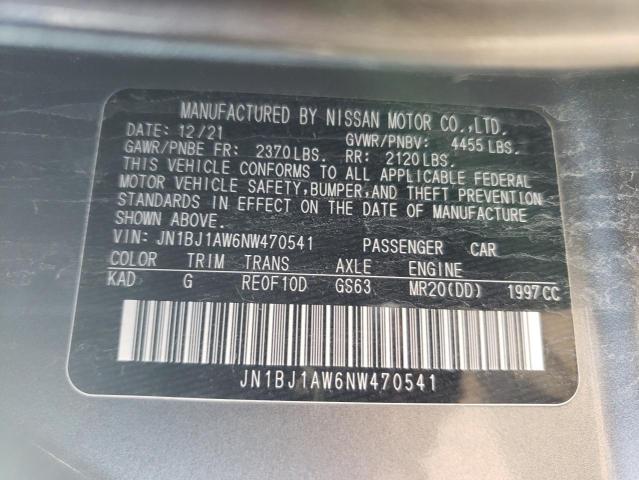 MANUFACTURED BY NISSAN MOTOR CO.,LTD.
DATE: 12/21 GVWR/PNBV: 4455 LBS.
GAWR/PNBE FR: 2370LBS. RR: 2120LBS.
THIS VEHICLE CONFORMS TO ALL APPLICABLE FEDERAL
MOTOR VEHICLE SAFETY,BUMPER,AND THEFT PREVENTION
STANDARDS IN EFFECT ON THE DATE OF MANUFACTURE
SHOWN ABOVE.
VIN: JN1BJ1AW6NW470541 PASSENGER CAR
COLOR TRIM TRANS AXLE ENGINE
KAD G RE0F10D GS63 MR20(DD) 1997CC
JN1BJ1AW6NW470541